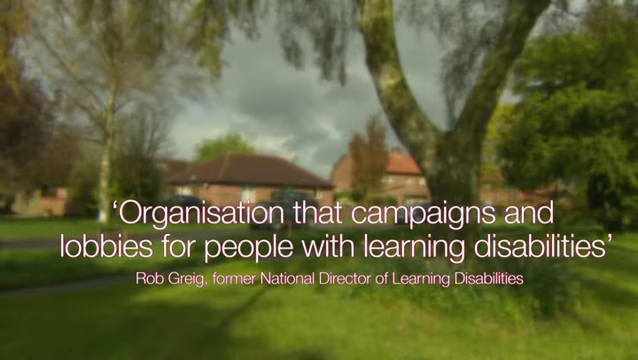 ‘Organisation that campaigns and
lobbies for people with learning disabilities’
Rob Greig, former National Director of Learning Disabilities